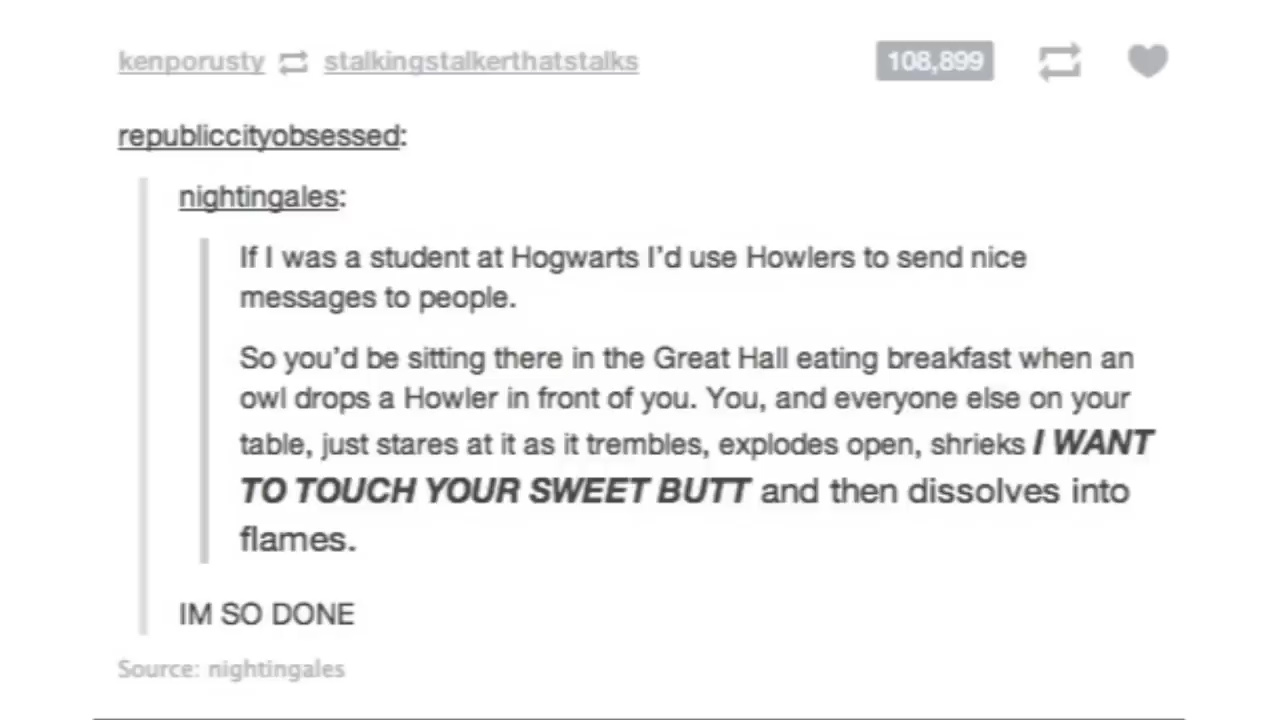 kenporusty stalkingstalkerthatstalks 108,899
republiccityobsessed:
nightingales:
If I was a student at Hogwarts I’d use Howlers to send nice
messages to people.
So you’d be sitting there in the Great Hall eating breakfast when an
owl drops a Howler in front of you. You, and everyone else on your
table, just stares at it as it trembles, explodes open, shrieks I WANT
TO TOUCH YOUR SWEET BUTT and then dissolves into
flames.
IM SO DONE
Source: nightingales